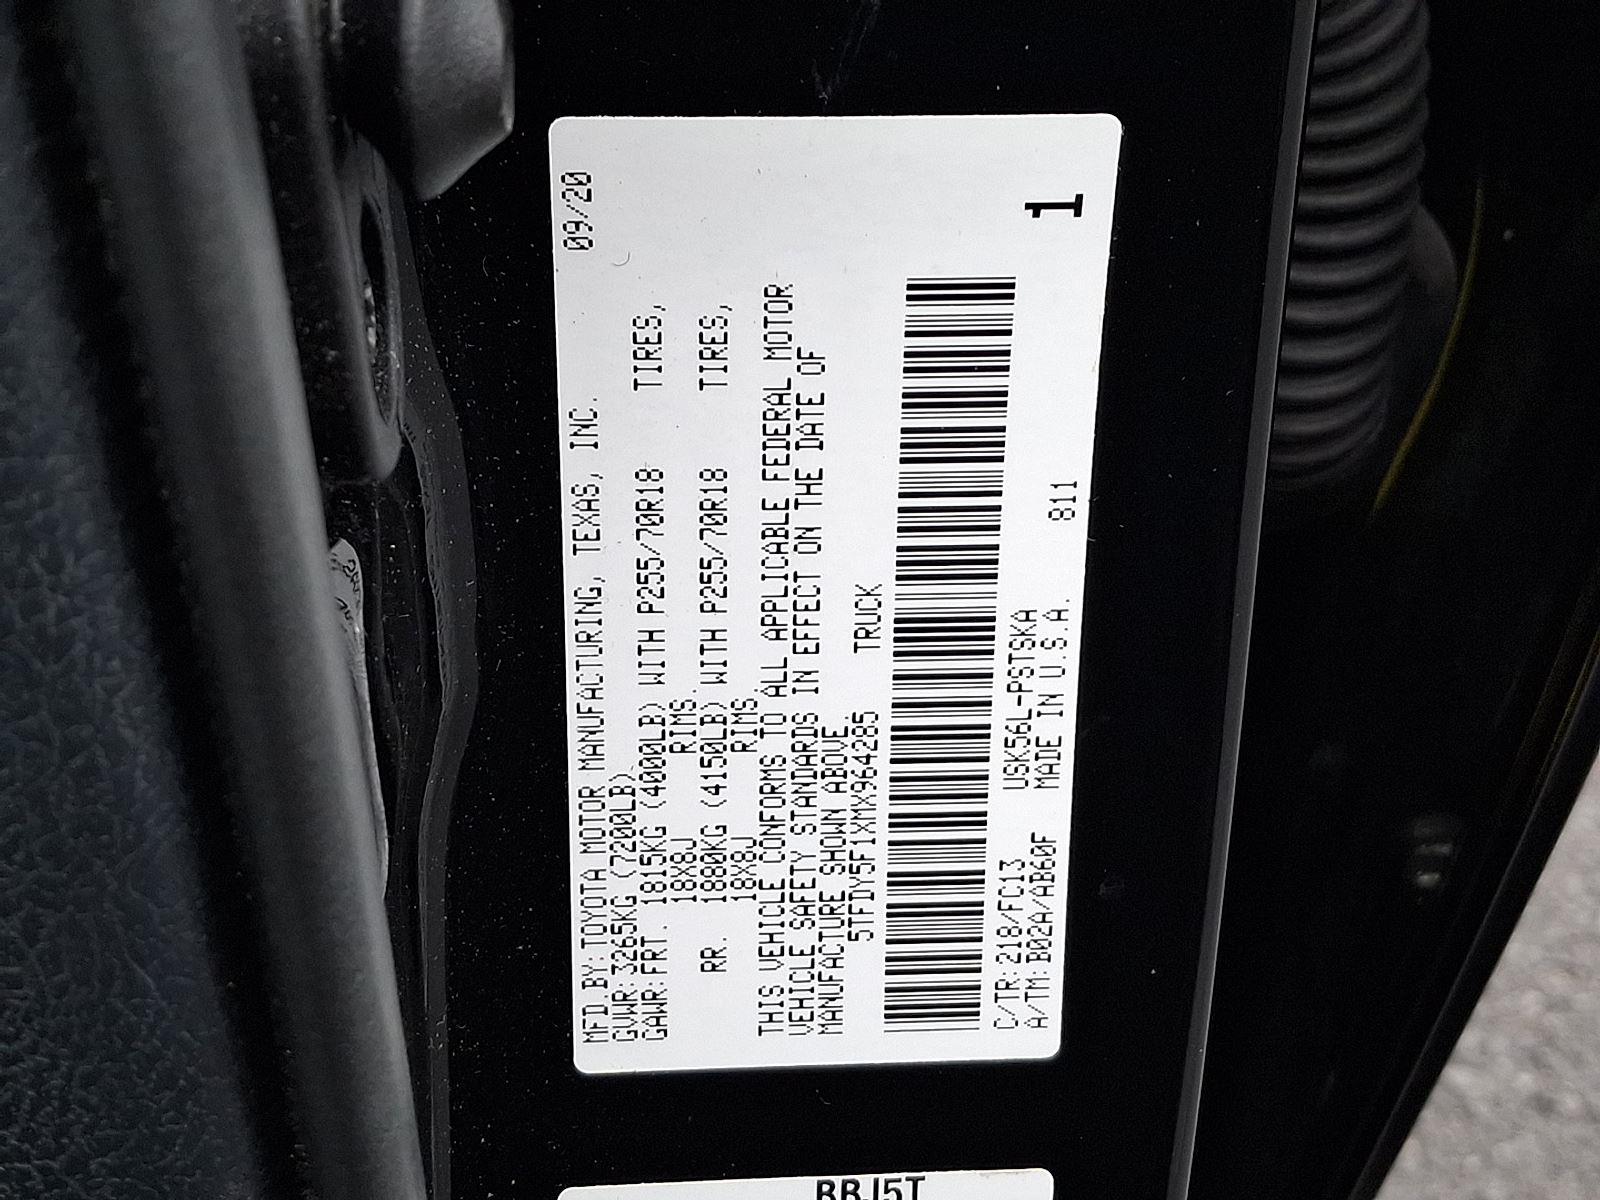 MFD.BY:TOYOTA MOTOR MANUFACTURING, TEXAS, INC. 09/20
GVWR:3265KG (7200LB)
GAWR:FRT. 1815KG (4000LB) WITH P255/70R18 TIRES,
18X8J RIMS.
RR. 1880KG (4150LB) WITH P255/70R18 TIRES,
18X8J RIMS.
THIS VEHICLE CONFORMS TO ALL APPLICABLE FEDERAL MOTOR
VEHICLE SAFETY STANDARDS IN EFFECT ON THE DATE OF
MANUFACTURE SHOWN ABOVE.
5TFDY5F1XMX964285 TRUCK
C/TR:218/FC13 USK56L-PSTSKA
A/TM:B02A/AB60F MADE IN U.S.A. 811
1